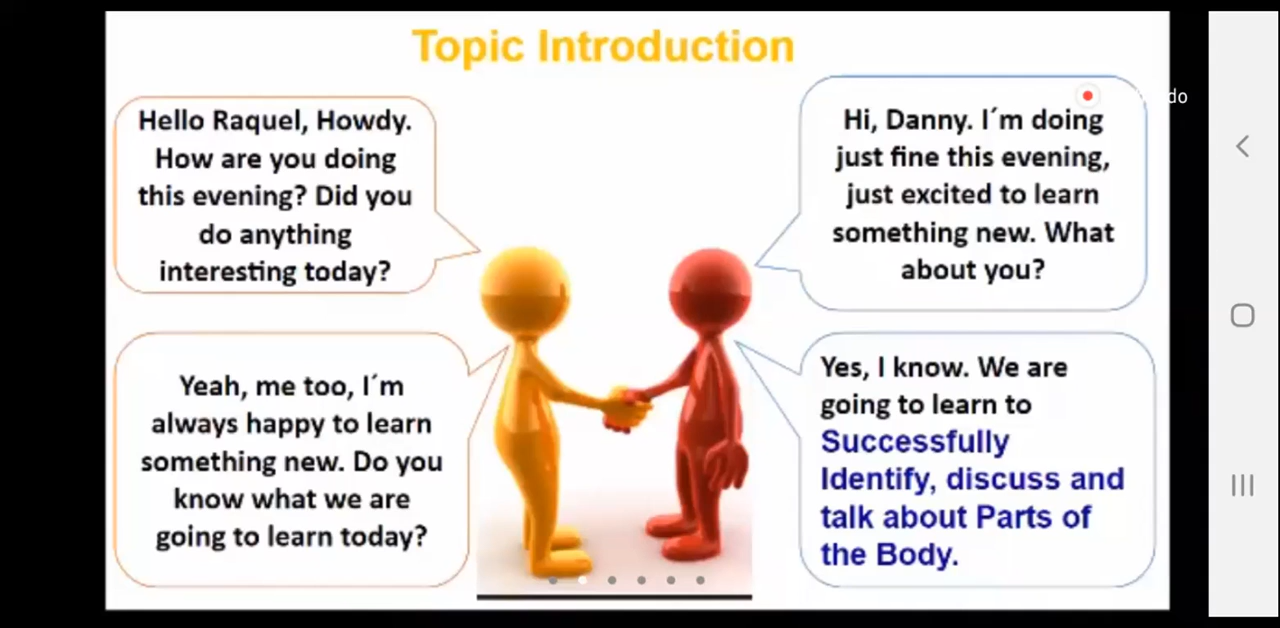 Topic Introduction
Hello Raquel, Howdy.
How are you doing
this evening? Did you
do anything
interesting today?
Hi, Danny. I´m doing
just fine this evening,
just excited to learn
something new. What
about you?
Yeah, me too, I´m
always happy to learn
something new. Do you
know what we are
going to learn today?
Yes, I know. We are
going to learn to
Successfully
Identify, discuss and
talk about Parts of
the Body.